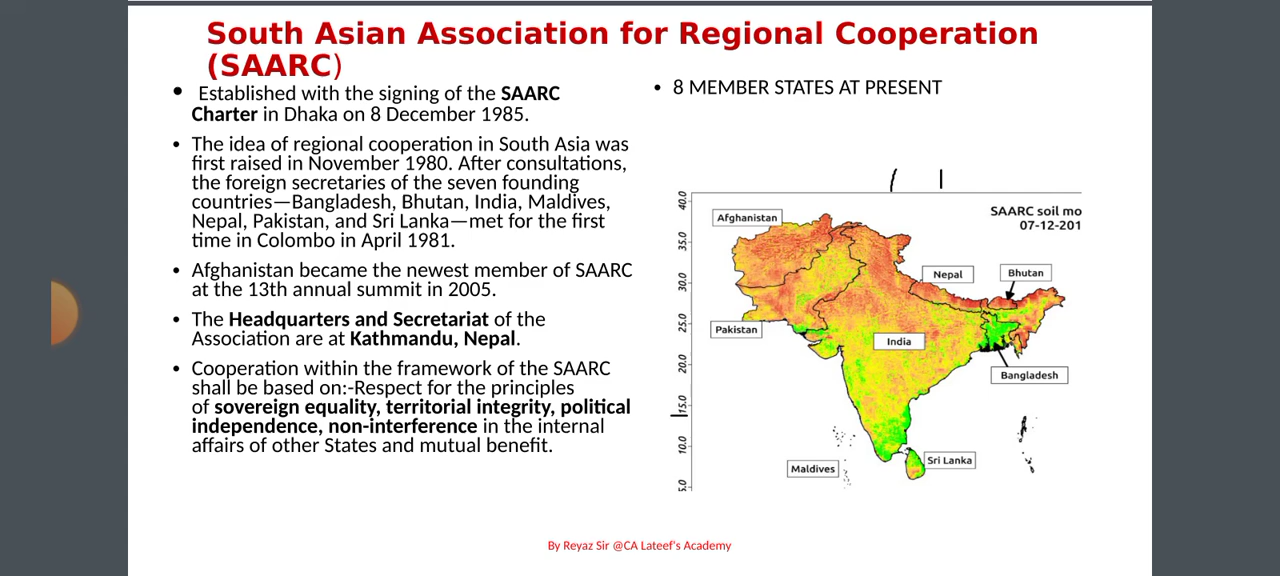 South Asian Association for Regional Cooperation
(SAARC)
• Established with the signing of the SAARC
Charter in Dhaka on 8 December 1985.
• The idea of regional cooperation in South Asia was
first raised in November 1980. After consultations,
the foreign secretaries of the seven founding
countries—Bangladesh, Bhutan, India, Maldives,
Nepal, Pakistan, and Sri Lanka—met for the first
time in Colombo in April 1981.
• Afghanistan became the newest member of SAARC
at the 13th annual summit in 2005.
• The Headquarters and Secretariat of the
Association are at Kathmandu, Nepal.
• Cooperation within the framework of the SAARC
shall be based on:-Respect for the principles
of sovereign equality, territorial integrity, political
independence, non-interference in the internal
affairs of other States and mutual benefit.
• 8 MEMBER STATES AT PRESENT
SAARC soil mo
07-12-201
40.0
35.0
30.0
25.0
20.0
15.0
10.0
5.0
Afghanistan
Nepal
Bhutan
Pakistan
India
Bangladesh
Maldives
Sri Lanka
By Reyaz Sir @CA Lateef's Academy